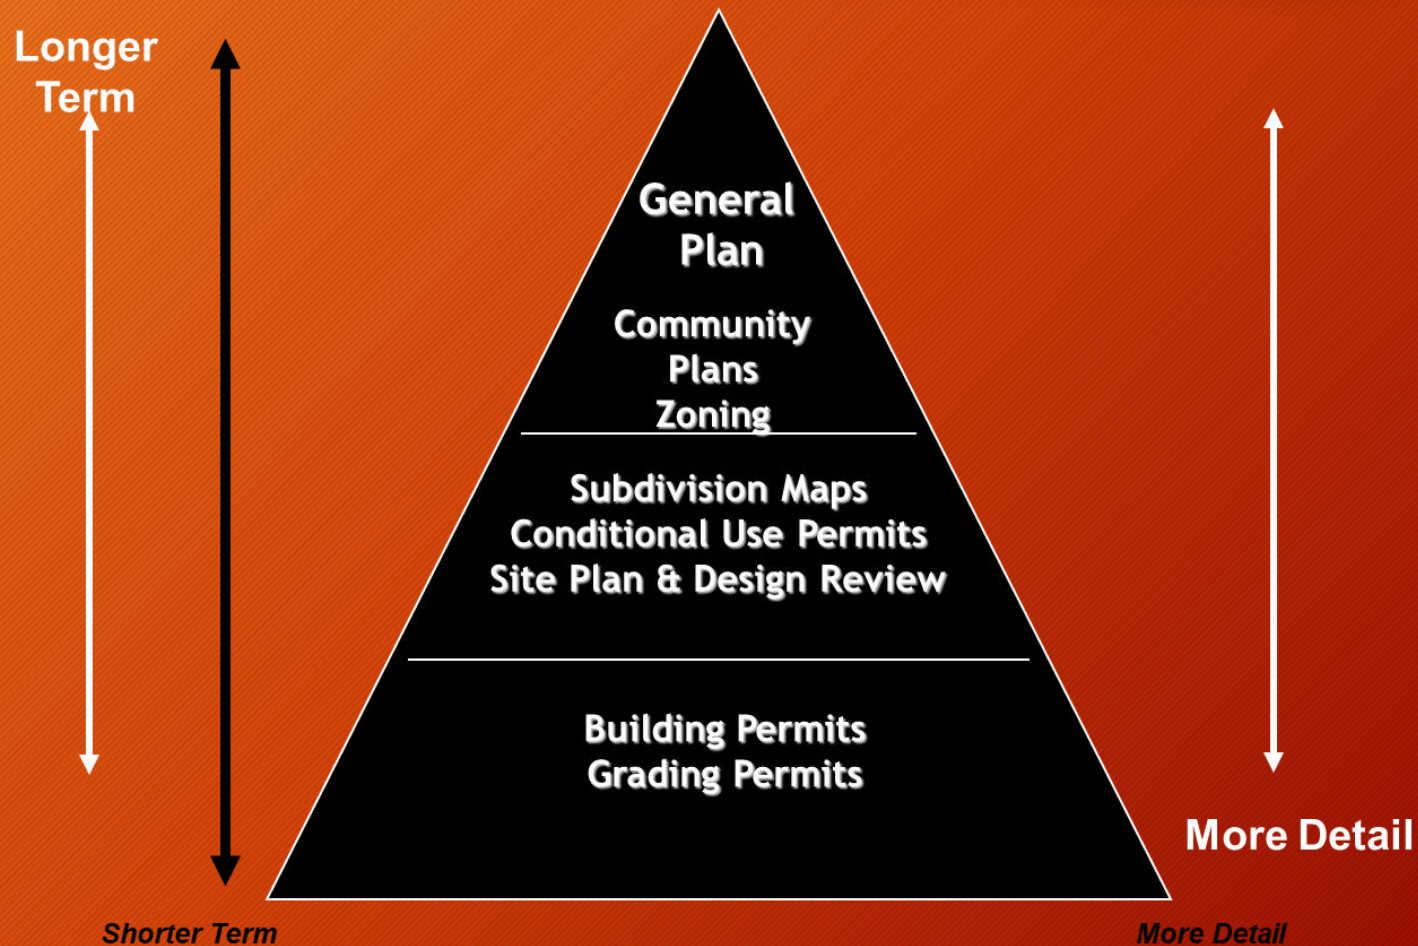 Longer
Term
General
Plan
Community
Plans
Zoning
Subdivision Maps
Conditional Use Permits
Site Plan & Design Review
Building Permits
Grading Permits
More Detail
Shorter Term
More Detail